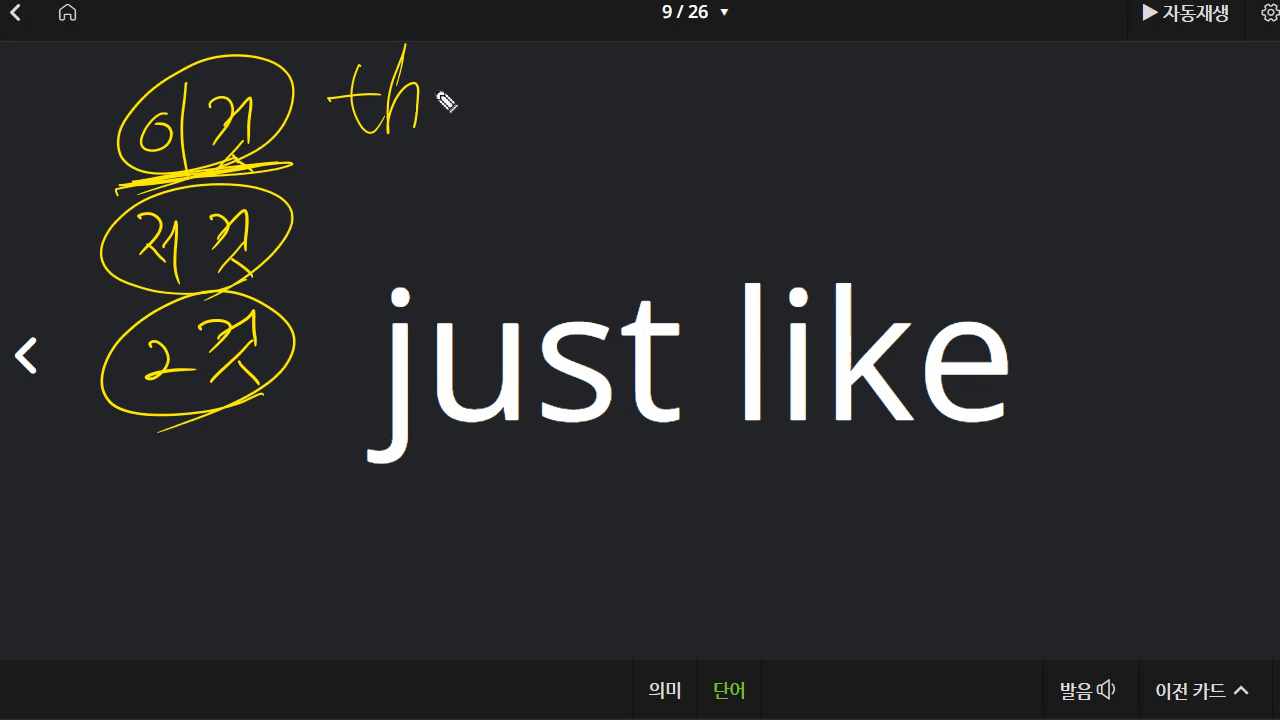 9 / 26 ▼
▶ 자동재생
이것 th
저것
그것
just like
의미
단어
발음
이전 카드